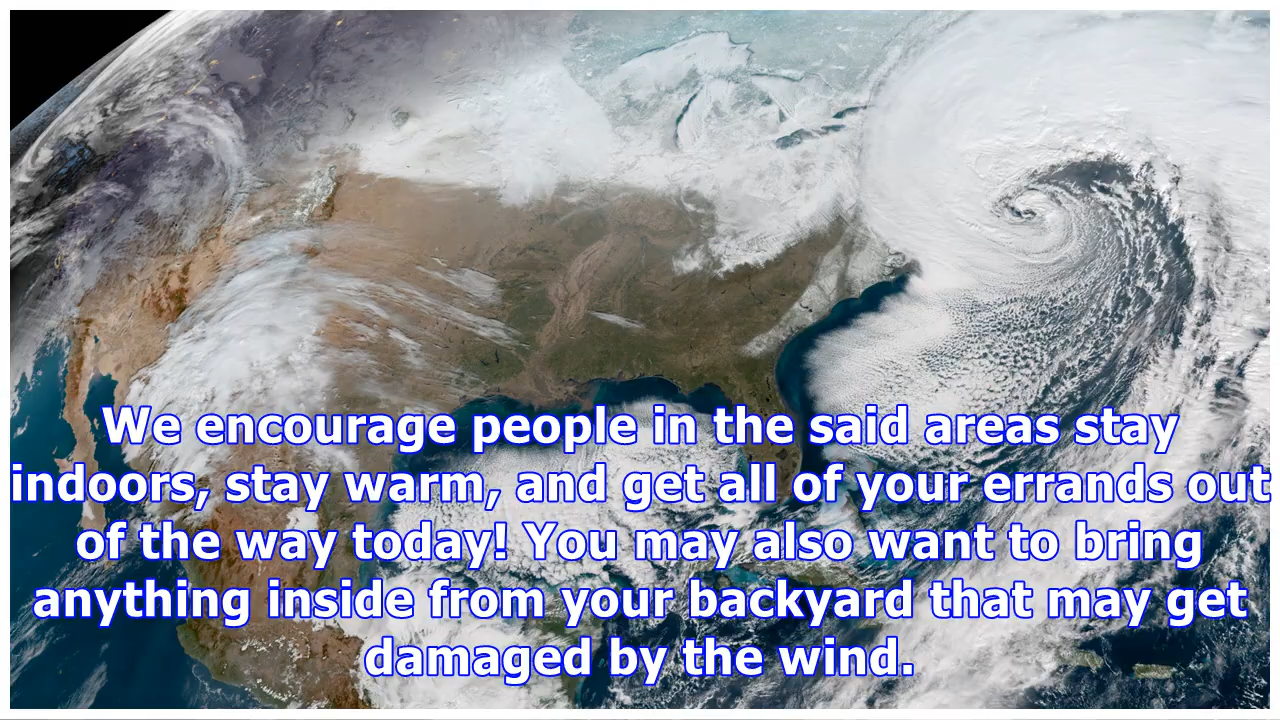 We encourage people in the said areas stay
indoors, stay warm, and get all of your errands out
of the way today! You may also want to bring
anything inside from your backyard that may get
damaged by the wind.